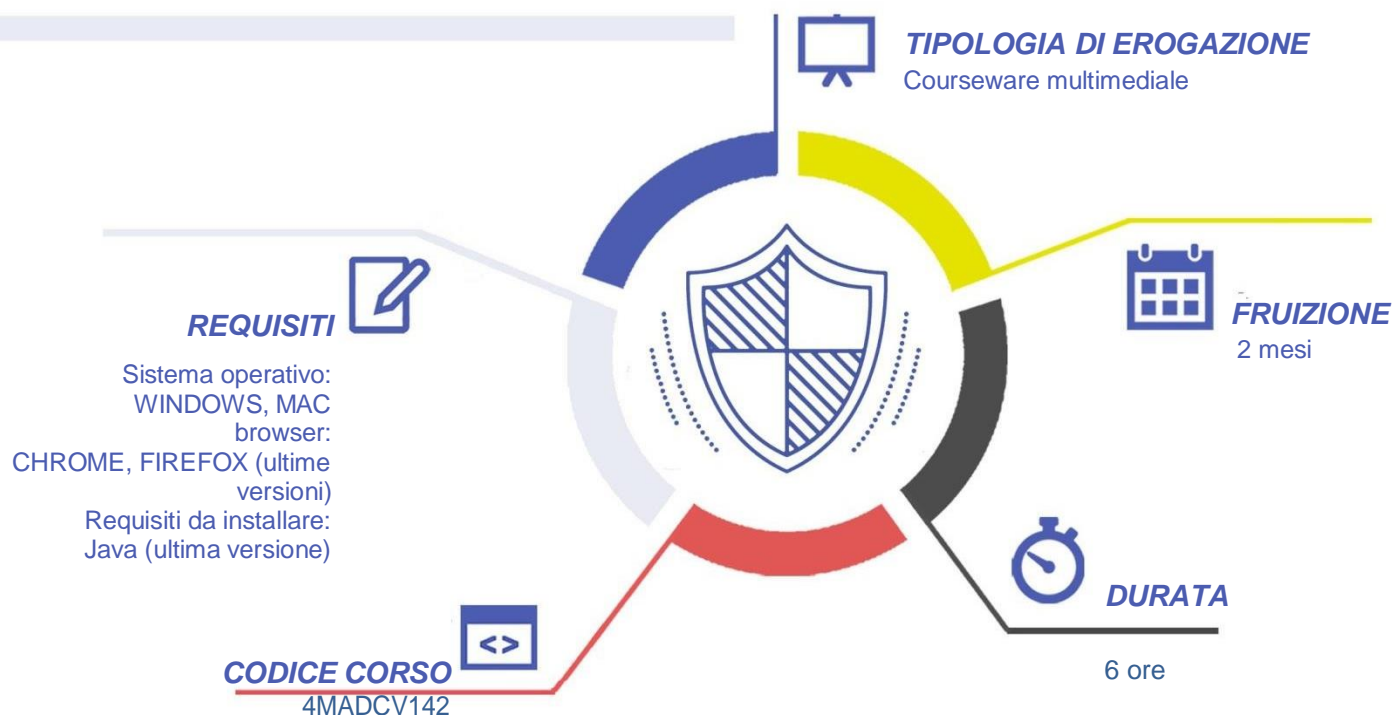 TIPOLOGIA DI EROGAZIONE
Courseware multimediale
FRUIZIONE
2 mesi
REQUISITI
Sistema operativo:
WINDOWS, MAC
browser:
CHROME, FIREFOX (ultime
versioni)
Requisiti da installare:
Java (ultima versione)
DURATA
6 ore
<>
CODICE CORSO
4MADCV142